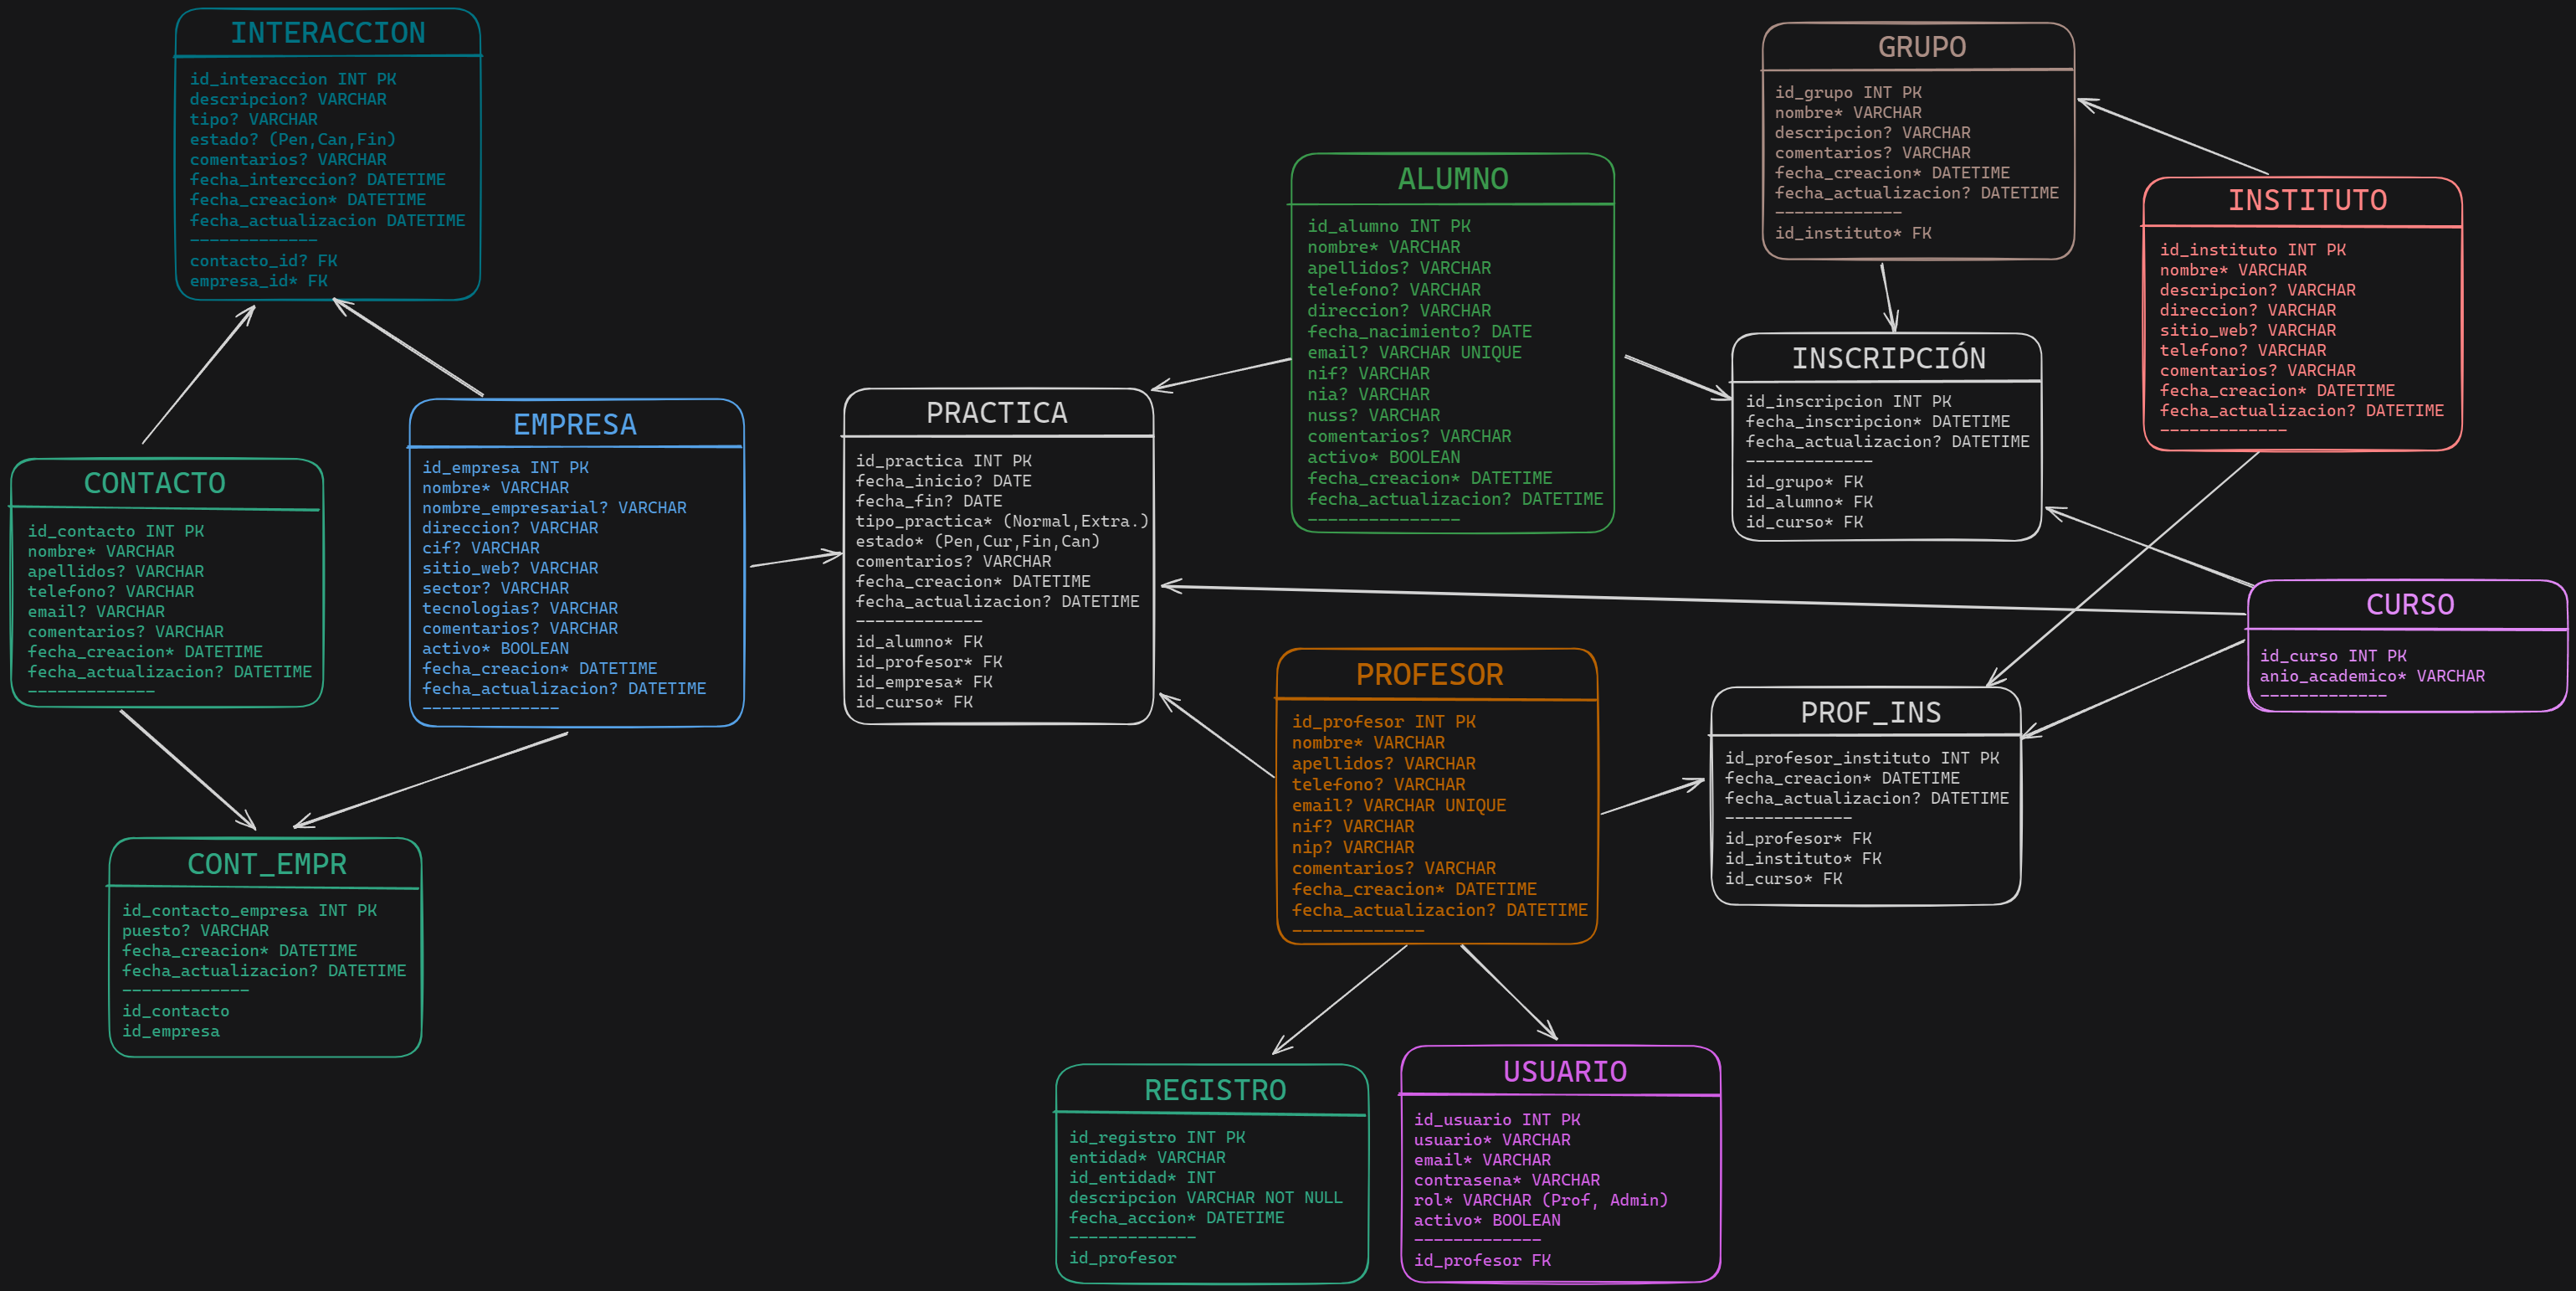 INTERACCION
id_interaccion INT PK
descripcion? VARCHAR
tipo? VARCHAR
estado? (Pen,Can,Fin)
comentarios? VARCHAR
fecha_interccion? DATETIME
fecha_creacion* DATETIME
fecha_actualizacion DATETIME
-------------
contacto_id? FK
empresa_id* FK
CONTACTO
id_contacto INT PK
nombre* VARCHAR
apellidos? VARCHAR
telefono? VARCHAR
email? VARCHAR
comentarios? VARCHAR
fecha_creacion* DATETIME
fecha_actualizacion? DATETIME
-------------
EMPRESA
id_empresa INT PK
nombre* VARCHAR
nombre_empresarial? VARCHAR
direccion? VARCHAR
cif? VARCHAR
sitio_web? VARCHAR
sector? VARCHAR
tecnologias? VARCHAR
comentarios? VARCHAR
activo* BOOLEAN
fecha_creacion* DATETIME
fecha_actualizacion? DATETIME
--------------
CONT_EMPR
id_contacto_empresa INT PK
puesto? VARCHAR
fecha_creacion* DATETIME
fecha_actualizacion? DATETIME
-------------
id_contacto
id_empresa
PRACTICA
id_practica INT PK
fecha_inicio? DATE
fecha_fin? DATE
tipo_practica* (Normal,Extra.)
estado* (Pen,Cur,Fin,Can)
comentarios? VARCHAR
fecha_creacion* DATETIME
fecha_actualizacion? DATETIME
-------------
id_alumno* FK
id_profesor* FK
id_empresa* FK
id_curso* FK
ALUMNO
id_alumno INT PK
nombre* VARCHAR
apellidos? VARCHAR
telefono? VARCHAR
direccion? VARCHAR
fecha_nacimiento? DATE
email? VARCHAR UNIQUE
nif? VARCHAR
nia? VARCHAR
nuss? VARCHAR
comentarios? VARCHAR
activo* BOOLEAN
fecha_creacion* DATETIME
fecha_actualizacion? DATETIME
---------------
GRUPO
id_grupo INT PK
nombre* VARCHAR
descripcion? VARCHAR
comentarios? VARCHAR
fecha_creacion* DATETIME
fecha_actualizacion? DATETIME
-------------
id_instituto* FK
INSTITUTO
id_instituto INT PK
nombre* VARCHAR
descripcion? VARCHAR
direccion? VARCHAR
sitio_web? VARCHAR
telefono? VARCHAR
comentarios? VARCHAR
fecha_creacion* DATETIME
fecha_actualizacion? DATETIME
-------------
INSCRIPCIÓN
id_inscripcion INT PK
fecha_inscripcion* DATETIME
fecha_actualizacion? DATETIME
-------------
id_grupo* FK
id_alumno* FK
id_curso* FK
CURSO
id_curso INT PK
anio_academico* VARCHAR
-------------
PROFESOR
id_profesor INT PK
nombre* VARCHAR
apellidos? VARCHAR
telefono? VARCHAR
email? VARCHAR UNIQUE
nif? VARCHAR
nip? VARCHAR
comentarios? VARCHAR
fecha_creacion* DATETIME
fecha_actualizacion? DATETIME
-------------
PROF_INS
id_profesor_instituto INT PK
fecha_creacion* DATETIME
fecha_actualizacion? DATETIME
-------------
id_profesor* FK
id_instituto* FK
id_curso* FK
REGISTRO
id_registro INT PK
entidad* VARCHAR
id_entidad* INT
descripcion VARCHAR NOT NULL
fecha_accion* DATETIME
-------------
id_profesor
USUARIO
id_usuario INT PK
usuario* VARCHAR
email* VARCHAR
contrasena* VARCHAR
rol* VARCHAR (Prof, Admin)
activo* BOOLEAN
-------------
id_profesor FK